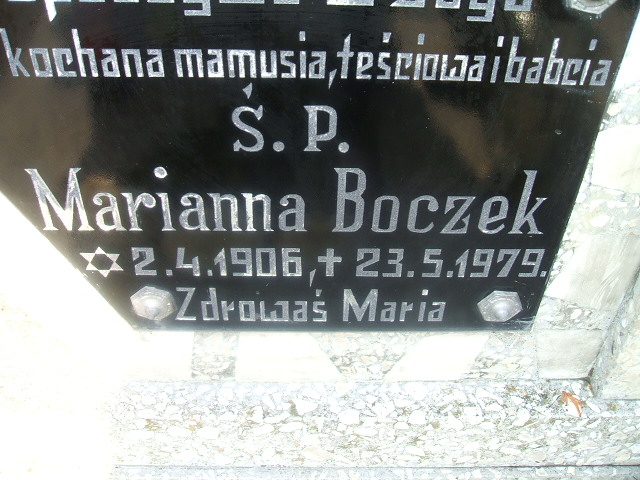 kochana mamusia, teściowa i babcia
Ś. P.
Marianna Boczek
✡ 2.4.1906, ✝ 23.5.1979.
Zdrowaś Maria